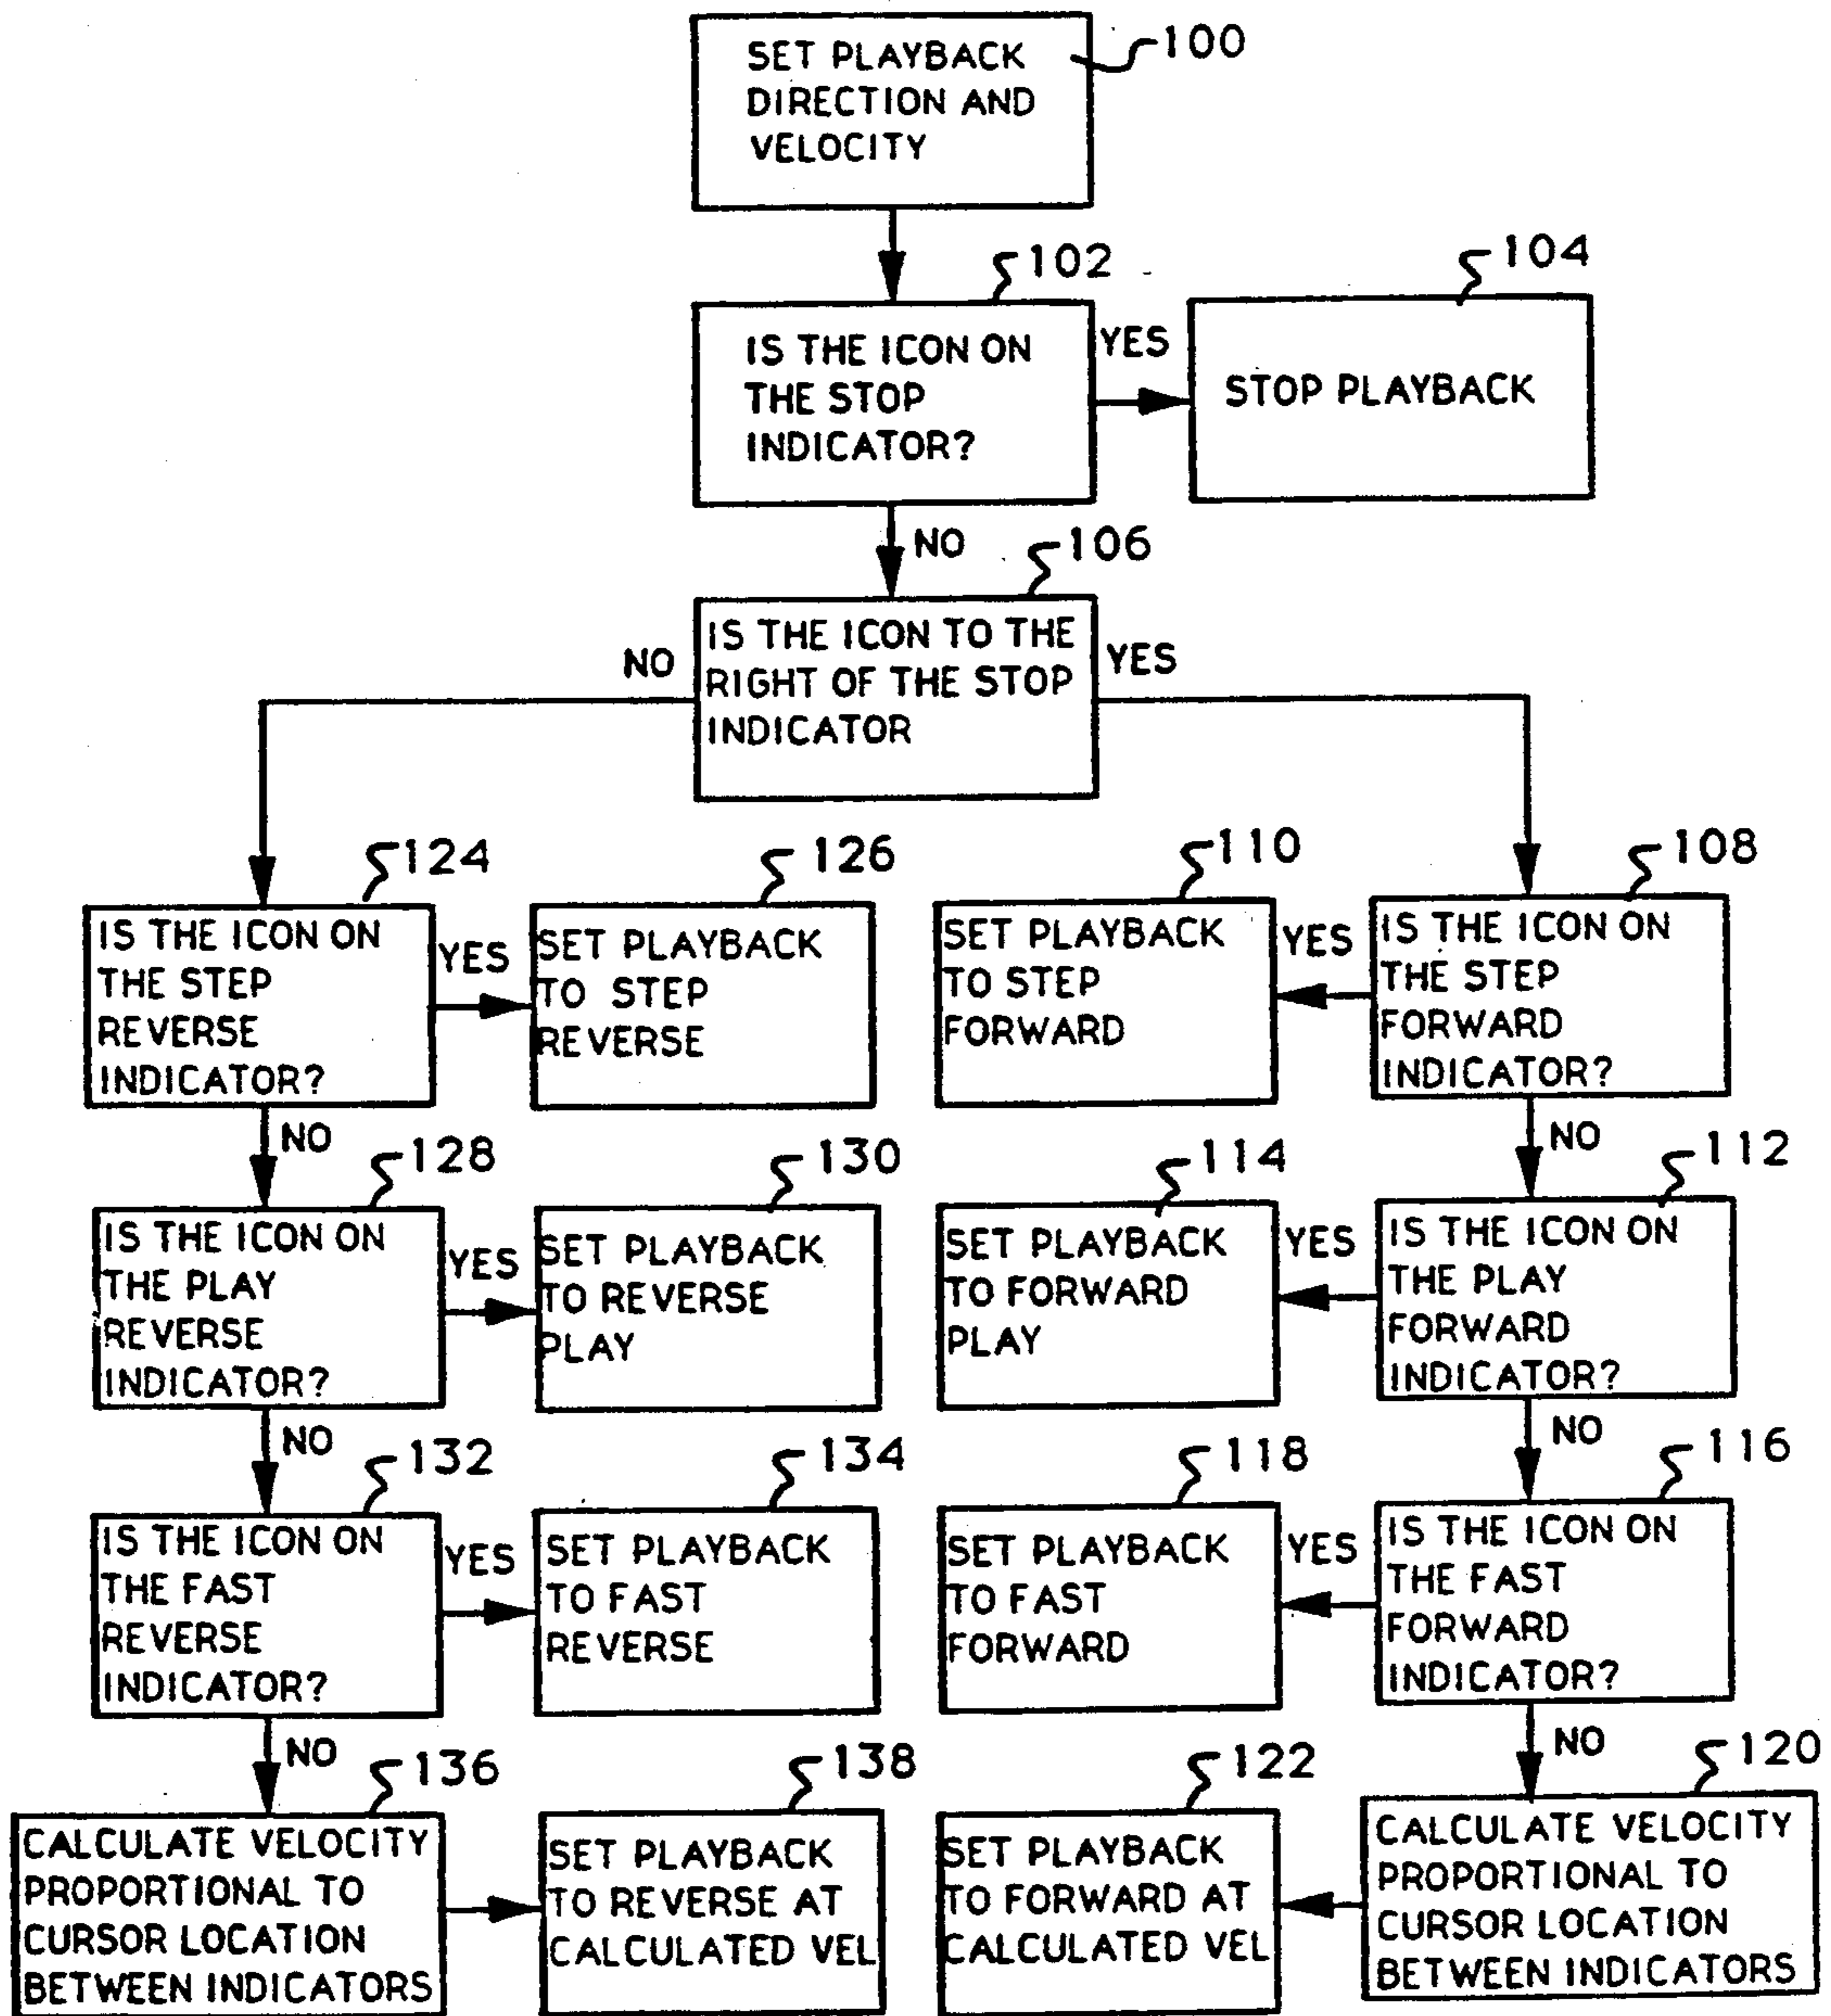 100
SET PLAYBACK
DIRECTION AND
VELOCITY
102
IS THE ICON ON
THE STOP
INDICATOR?
YES
104
STOP PLAYBACK
NO
106
IS THE ICON TO THE
RIGHT OF THE STOP
INDICATOR
NO
YES
124
IS THE ICON ON
THE STEP
REVERSE
INDICATOR?
YES
126
SET PLAYBACK
TO STEP
REVERSE
110
SET PLAYBACK
TO STEP
FORWARD
YES
108
IS THE ICON ON
THE STEP
FORWARD
INDICATOR?
NO
NO
128
IS THE ICON ON
THE PLAY
REVERSE
INDICATOR?
YES
130
SET PLAYBACK
TO REVERSE
PLAY
114
SET PLAYBACK
TO FORWARD
PLAY
YES
112
IS THE ICON ON
THE PLAY
FORWARD
INDICATOR?
NO
NO
132
IS THE ICON ON
THE FAST
REVERSE
INDICATOR?
YES
134
SET PLAYBACK
TO FAST
REVERSE
118
SET PLAYBACK
TO FAST
FORWARD
YES
116
IS THE ICON ON
THE FAST
FORWARD
INDICATOR?
NO
NO
136
CALCULATE VELOCITY
PROPORTIONAL TO
CURSOR LOCATION
BETWEEN INDICATORS
138
SET PLAYBACK
TO REVERSE AT
CALCULATED VEL
122
SET PLAYBACK
TO FORWARD AT
CALCULATED VEL
120
CALCULATE VELOCITY
PROPORTIONAL TO
CURSOR LOCATION
BETWEEN INDICATORS